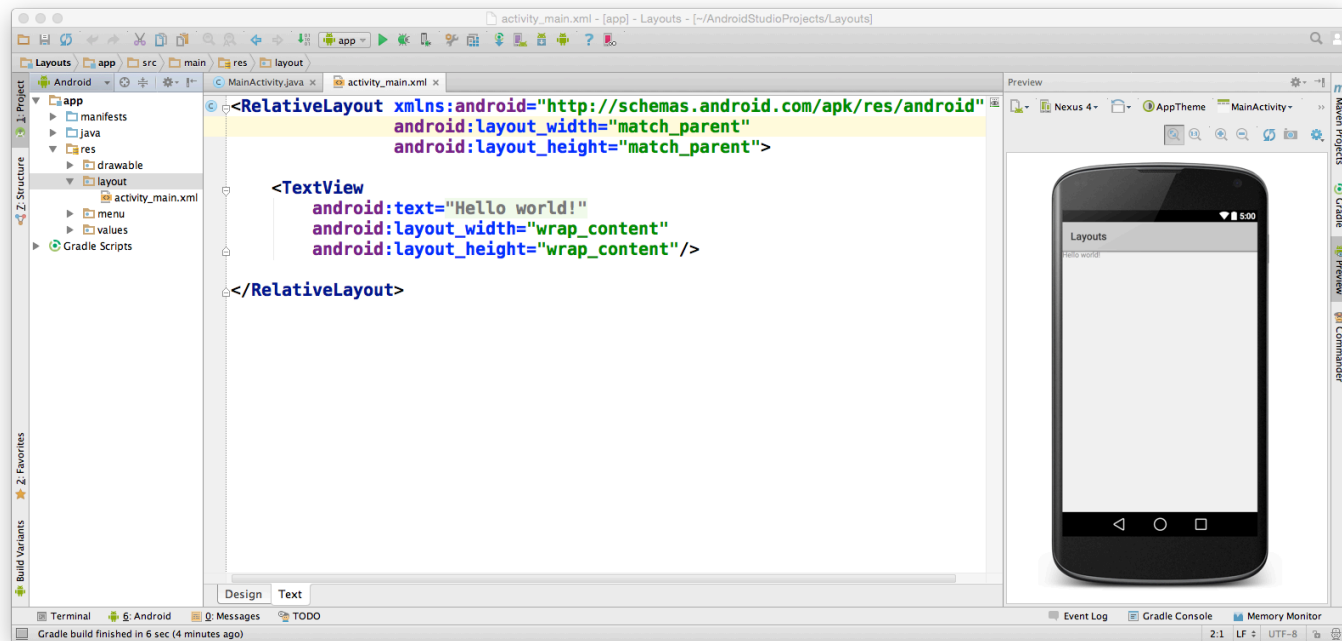 activity_main.xml - [app] - Layouts - [~/AndroidStudioProjects/Layouts]
app
Layouts app src main res layout
Android
MainActivity.java
activity_main.xml
Preview
1: Project
Z: Structure
2: Favorites
Build Variants
app
manifests
java
res
drawable
layout
activity_main.xml
menu
values
Gradle Scripts
<RelativeLayout xmlns:android="http://schemas.android.com/apk/res/android"
android:layout_width="match_parent"
android:layout_height="match_parent">
<TextView
android:text="Hello world!"
android:layout_width="wrap_content"
android:layout_height="wrap_content"/>
</RelativeLayout>
Design Text
Nexus 4 AppTheme MainActivity
5:00
Layouts
Hello world!
Maven Projects
Gradle
Preview
Commander
Terminal 6: Android 0: Messages TODO
Event Log Gradle Console Memory Monitor
Gradle build finished in 6 sec (4 minutes ago)
2:1 LF UTF-8